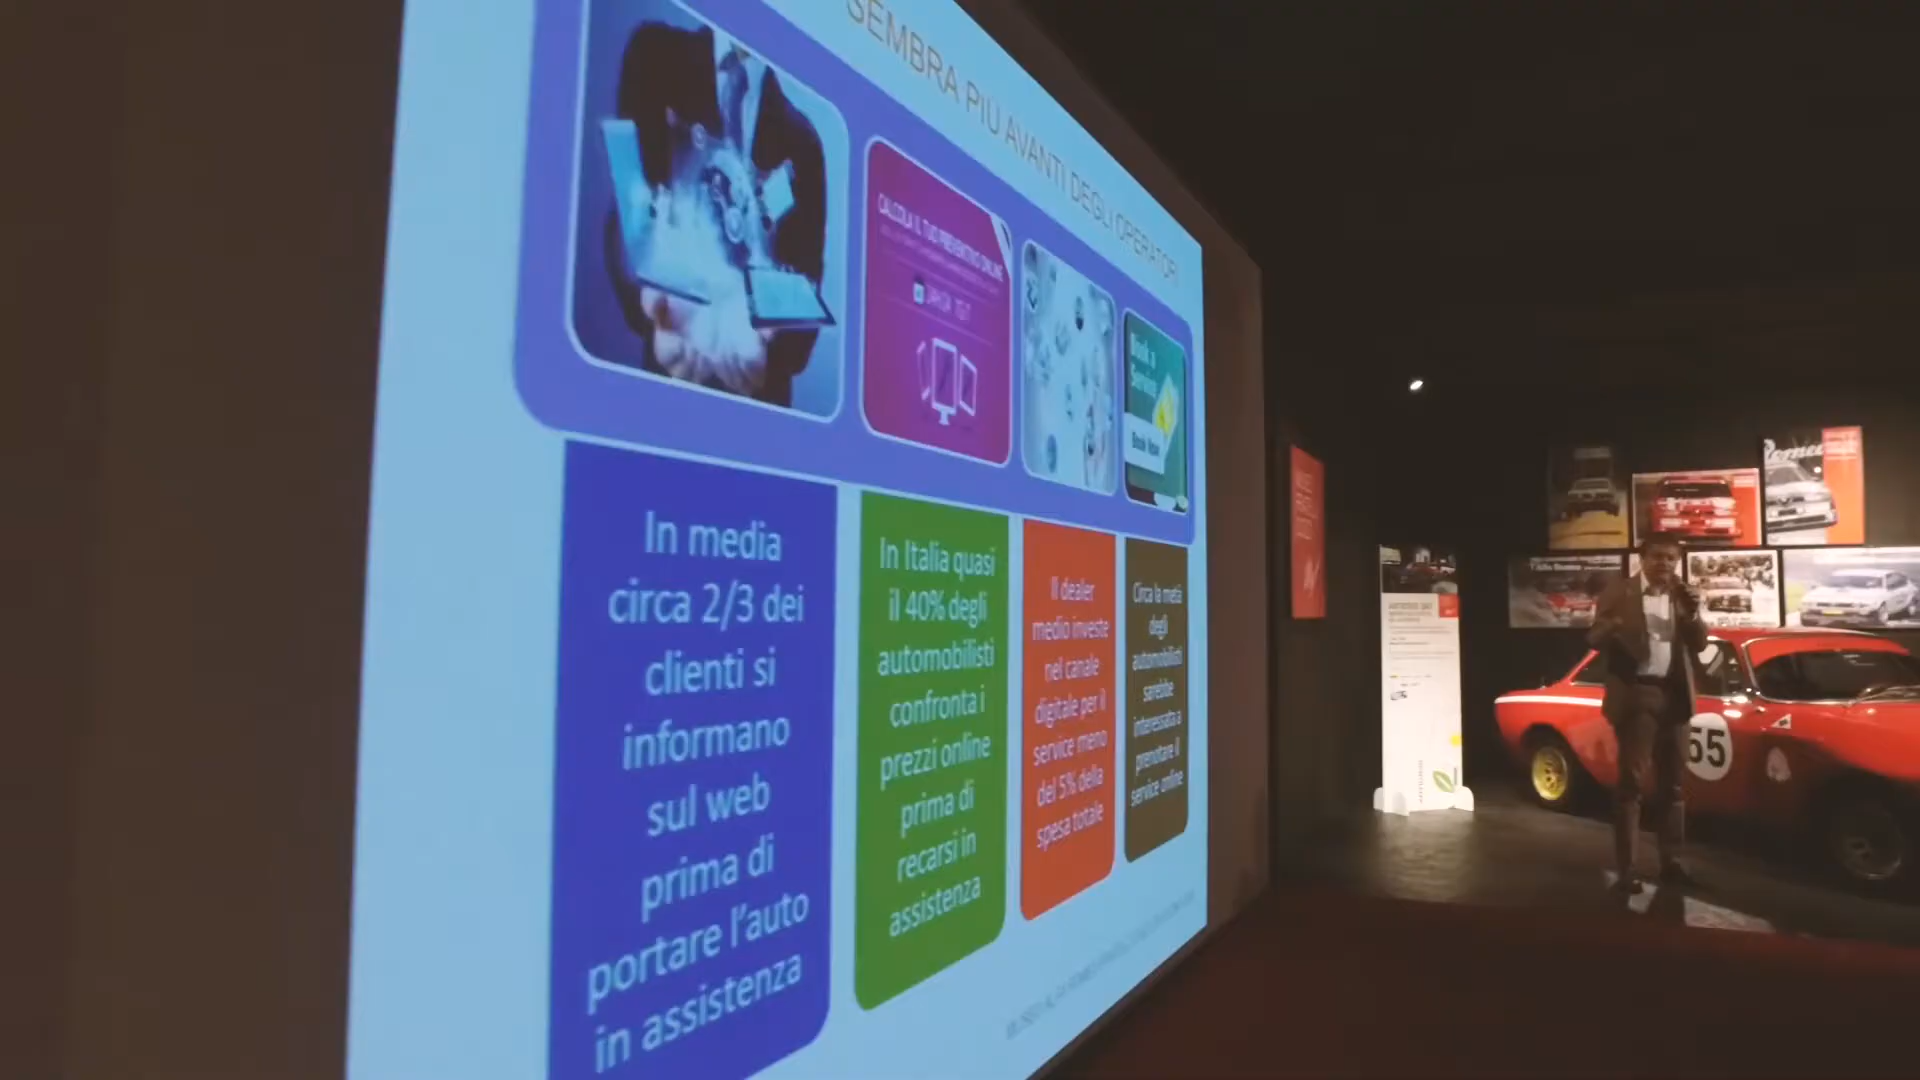 SEMBRA PIÙ AVANTI DEGLI OPERATORI
CALCOLA IL TUO PREVENTIVO ONLINE
Book a
Service
Book Now
In media
circa 2/3 dei
clienti si
informano
sul web
prima di
portare l'auto
in assistenza
In Italia quasi
il 40% degli
automobilisti
confronta i
prezzi online
prima di
recarsi in
assistenza
Il dealer
medio investe
nel canale
digitale per il
service meno
del 5% della
spesa totale
Circa la metà
degli
automobilisti
sarebbe
interessata a
prenotare il
service online
Romeo
55